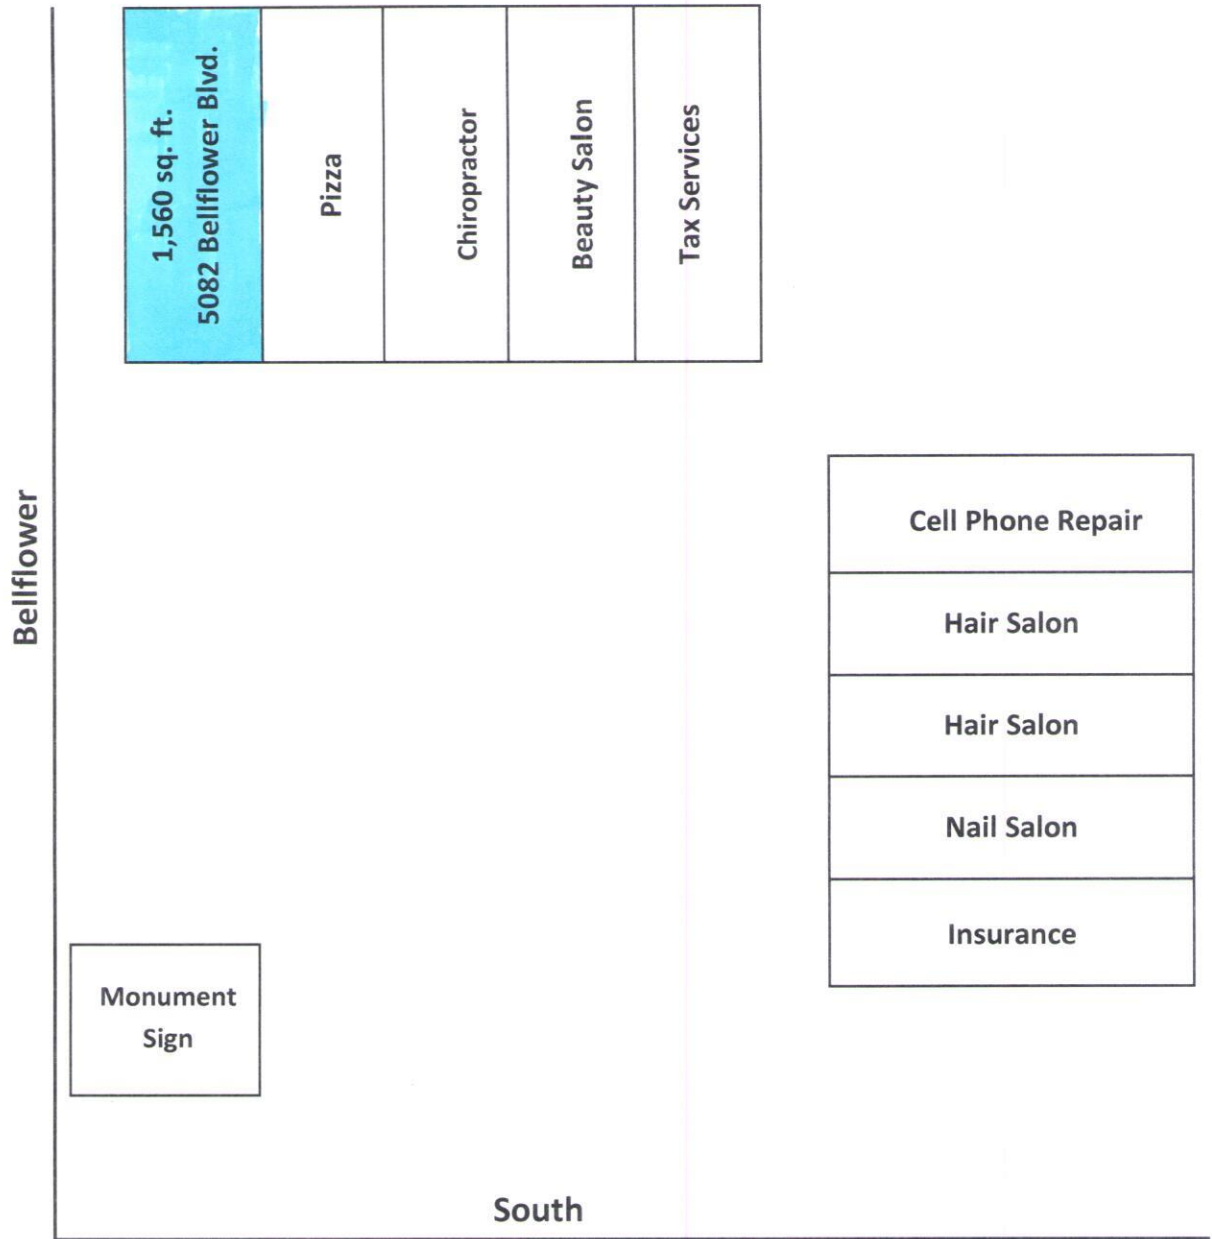 1,560 sq. ft.
5082 Bellflower Blvd.
Pizza
Chiropractor
Beauty Salon
Tax Services
Bellflower
Cell Phone Repair
Hair Salon
Hair Salon
Nail Salon
Insurance
Monument
Sign
South